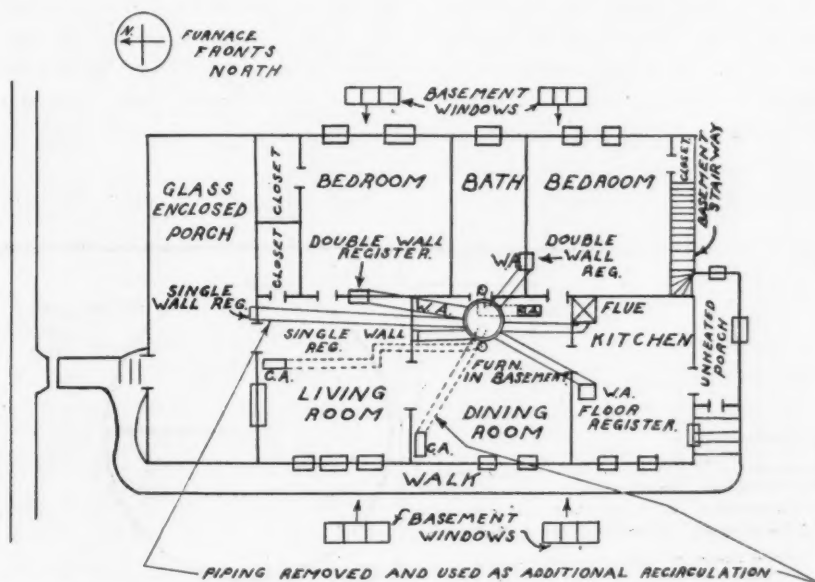 N.
FURNACE
FRONTS
NORTH
BASEMENT
WINDOWS
GLASS
ENCLOSED
PORCH
CLOSET
CLOSET
BEDROOM
BATH
BEDROOM
CLOSET
BASEMENT
STAIRWAY
DOUBLE WALL
REGISTER.
W.A.
DOUBLE
WALL
REG.
SINGLE
WALL REG.
W.A.
R.A.
FLUE
SINGLE WALL
REG.
KITCHEN
UNHEATED
PORCH
C.A.
FURN.
IN BASEMENT
LIVING
ROOM
DINING
ROOM
W.A.
FLOOR
REGISTER.
C.A.
WALK
BASEMENT
WINDOWS
PIPING REMOVED AND USED AS ADDITIONAL RECIRCULATION